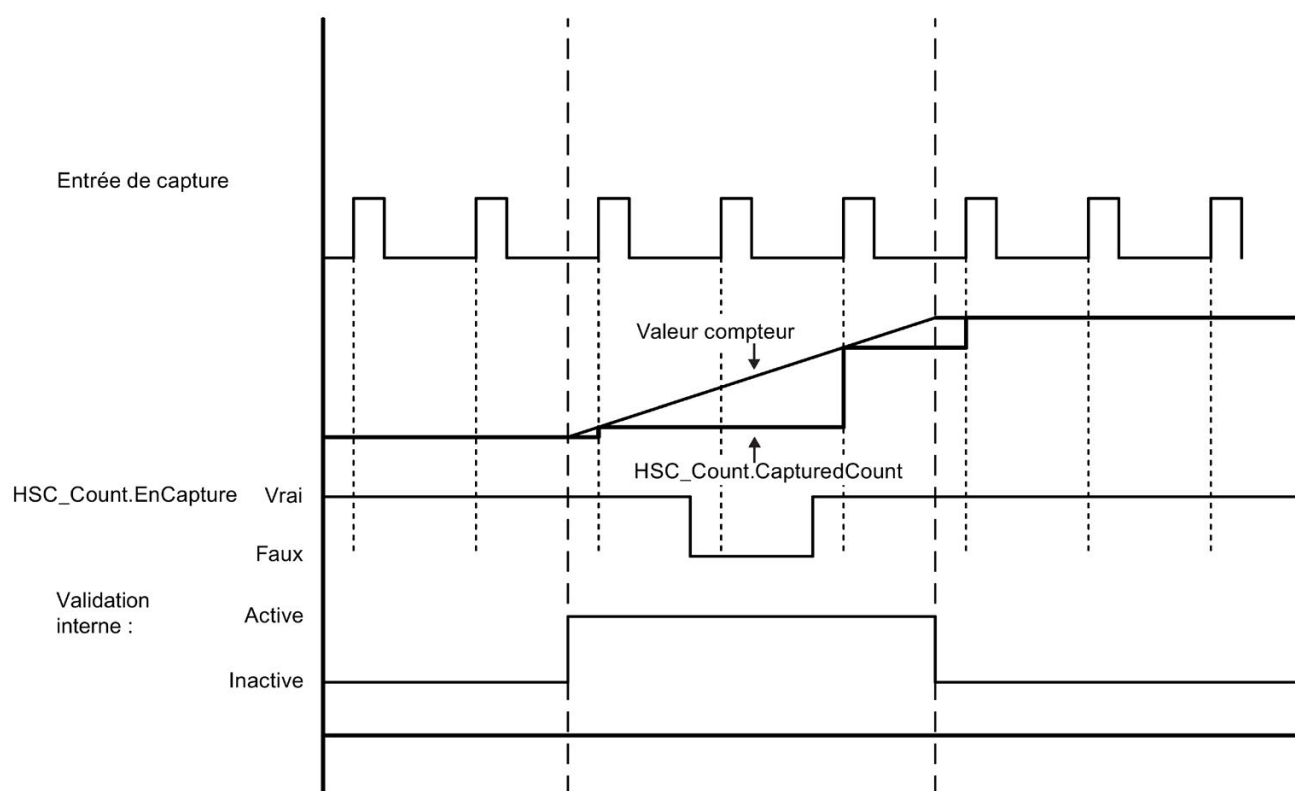 Entrée de capture
Valeur compteur
HSC_Count.CapturedCount
HSC_Count.EnCapture Vrai
Faux
Validation
interne :
Active
Inactive